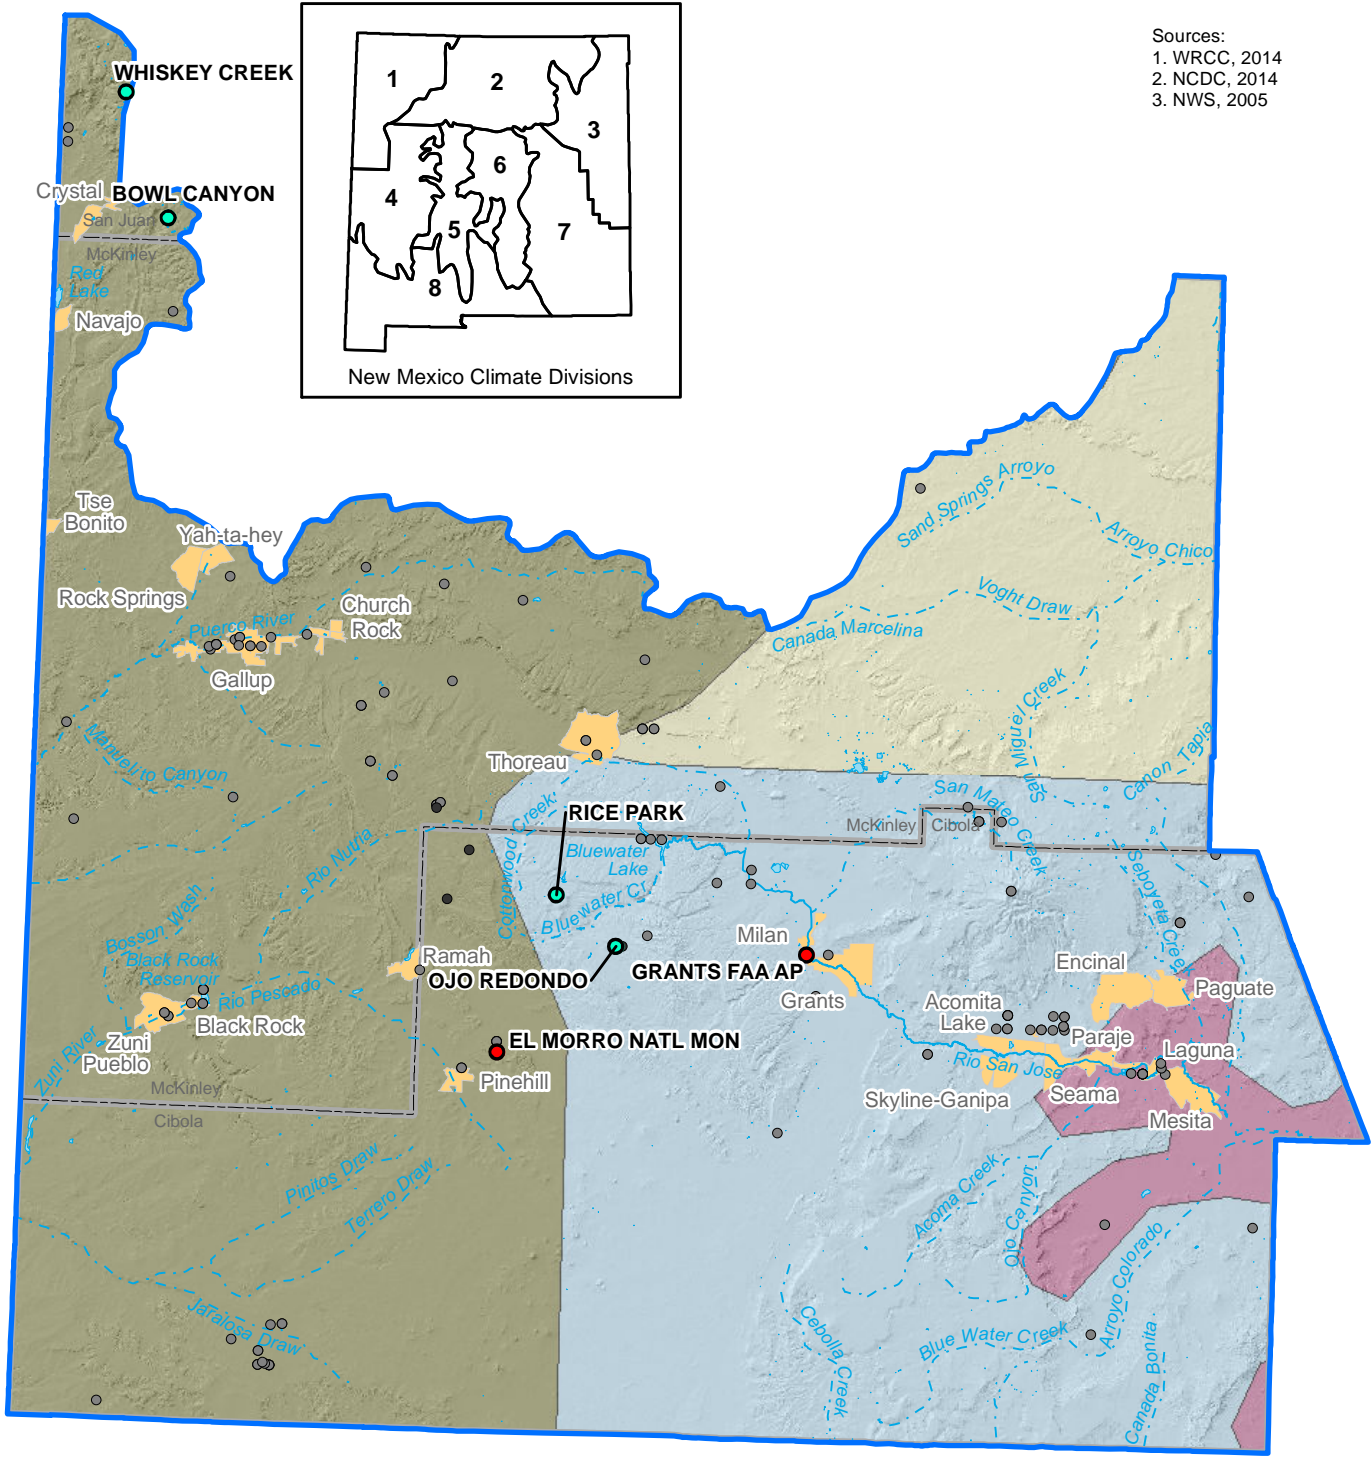 Sources:
1. WRCC, 2014
2. NCDC, 2014
3. NWS, 2005
1
2
3
4
5
6
7
8
New Mexico Climate Divisions
WHISKEY CREEK
Crystal
BOWL CANYON
San Juan
McKinley
Red
Lake
Navajo
Tse
Bonito
Yah-ta-hey
Rock Springs
Church
Rock
Puerco River
Gallup
Sand Springs Arroyo
Arroyo Chico
Voght Draw
Canada Marcelina
San Miguel Creek
Canon Tapia
Manuelito Canyon
Thoreau
San Mateo Creek
RICE PARK
McKinley
Cibola
Cottonwood Creek
Bluewater
Lake
Bluewater Cr
Rio Nutria
Seboyeta Creek
Bosson Wash
Black Rock
Reservoir
Rio Pescado
Black Rock
Zuni
Pueblo
Zuni River
Ramah
OJO REDONDO
Milan
GRANTS FAA AP
Grants
Encinal
Paguate
Acomita
Lake
Paraje
Laguna
Rio San Jose
Skyline-Ganipa
Seama
Mesita
EL MORRO NATL MON
Pinehill
McKinley
Cibola
Pinitos Draw
Terrero Draw
Acoma Creek
Ojo Canyon
Arroyo Colorado
Jaralosa Draw
Cebolla Creek
Blue Water Creek
Canada Bonita